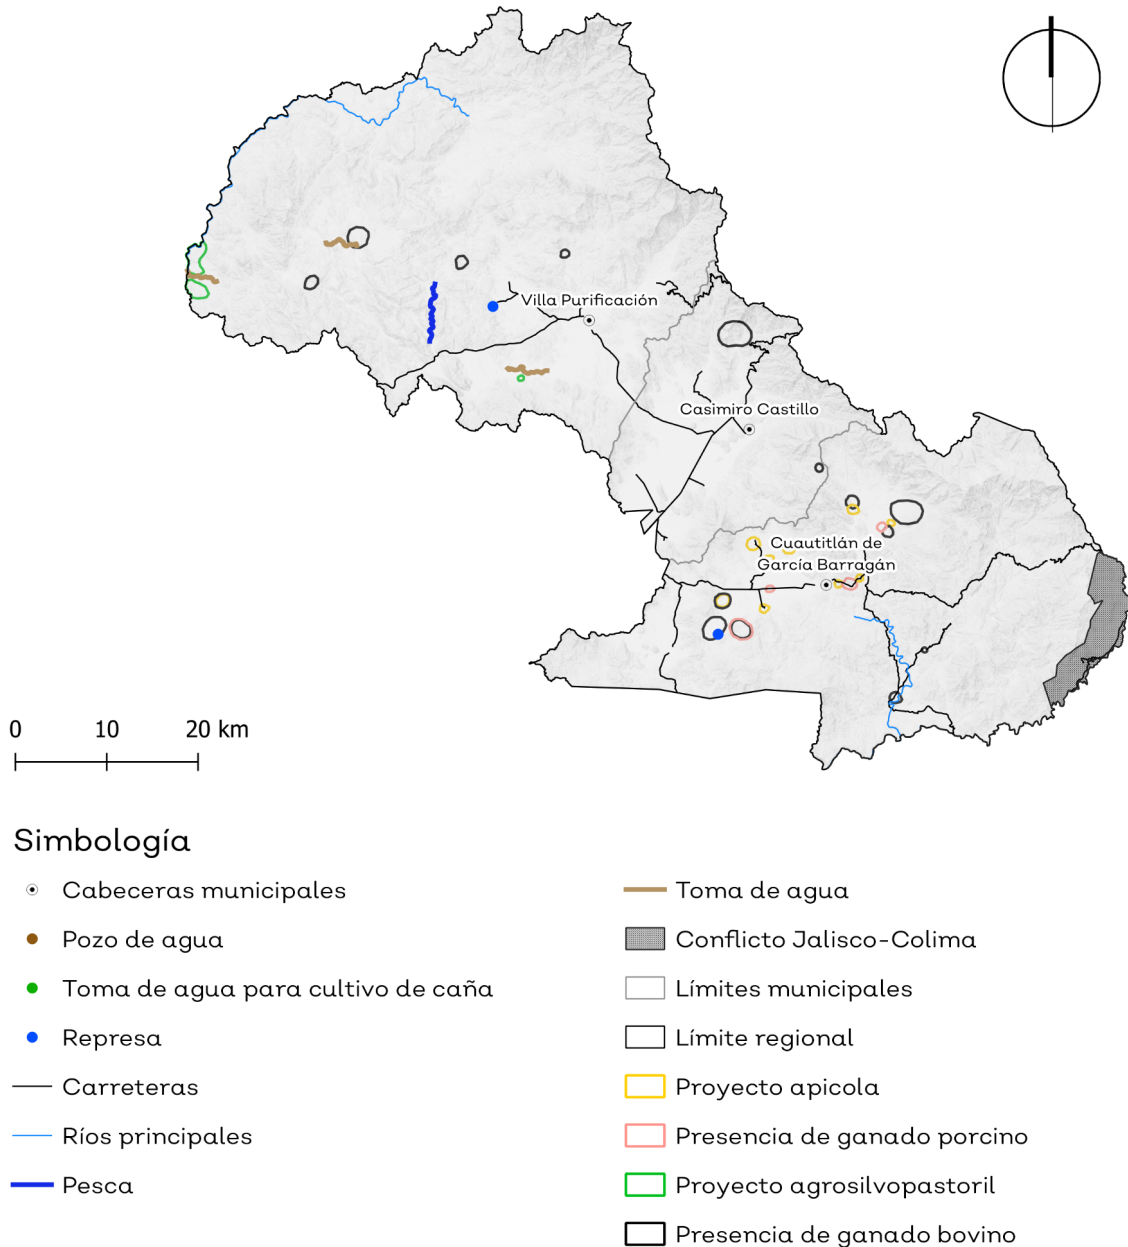 Villa Purificación
Casimiro Castillo
Cuautitlán de
García Barragán
0 10 20 km
Simbología
Cabeceras municipales
Pozo de agua
Toma de agua para cultivo de caña
Represa
Carreteras
Ríos principales
Pesca
Toma de agua
Conflicto Jalisco-Colima
Límites municipales
Límite regional
Proyecto apicola
Presencia de ganado porcino
Proyecto agrosilvopastoril
Presencia de ganado bovino